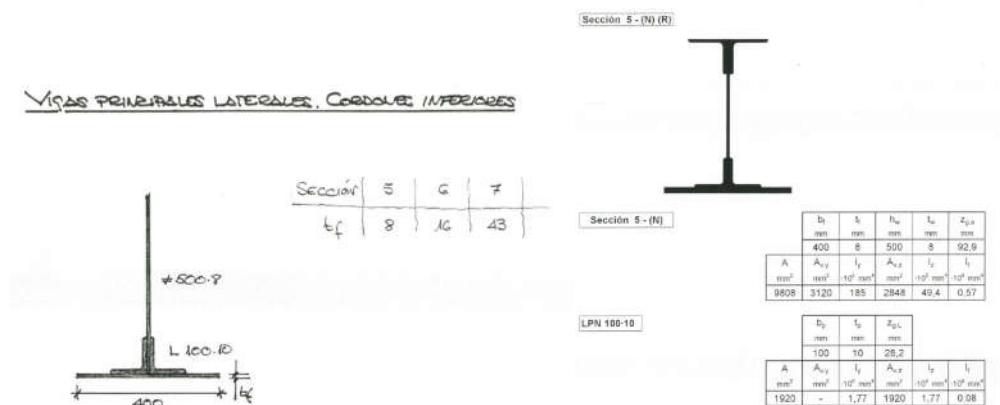 VIGAS PRINCIPALES LATERALES. CORDONES INFERIORES
SECCIÓN 5 6 7
tf 8 16 43
≠500·8
L 100·10
400
tf
Sección 5 - (N) (R)
Sección 5 - (N)
bf tf hw tw zg,a
mm mm mm mm mm
400 8 500 8 92,9
A Av,y Iy Av,z Iz It
mm² mm² ·10⁶ mm⁴ mm² ·10⁶ mm⁴ ·10⁶ mm⁴
9808 3120 185 2848 49,4 0,57
LPN 100-10
bp tp zg,L
mm mm mm
100 10 28,2
A Av,y Iy Av,z Iz It
mm² mm² ·10⁶ mm⁴ mm² ·10⁶ mm⁴ ·10⁶ mm⁴
1920 - 1,77 1920 1,77 0,08